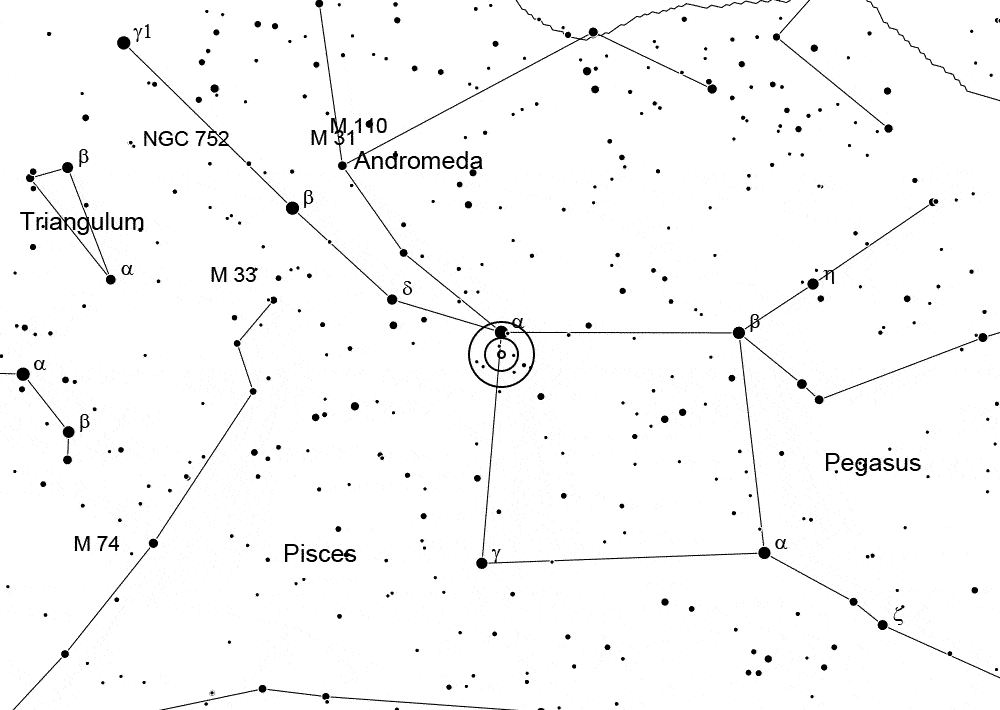 γ1
M 110
NGC 752
M 31
β
Andromeda
β
Triangulum
α
M 33
η
δ
α
β
α
β
Pegasus
M 74
Pisces
γ
α
ζ